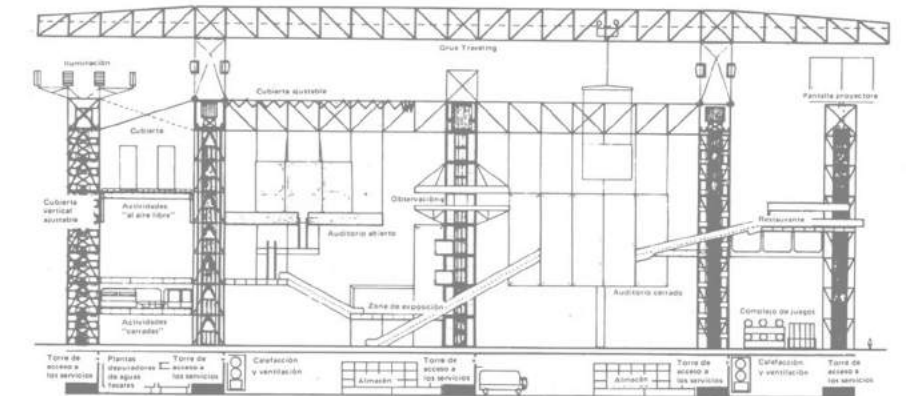 Grua Traveling
Iluminación
Cubierta ajustable
Pantalla proyectora
Cubierta
Cubierta
vertical
ajustable
Actividades
"al aire libre"
Observación
Restaurante
Auditorio abierto
Auditorio cerrado
Zona de exposición
Complejo de juegos
Actividades
"cerradas"
Torre de
acceso a
los servicios
Plantas
depuradoras
de aguas
fecales
Torre de
acceso a
los servicios
Calefacción
y ventilación
Almacén
Torre de
acceso a
los servicios
Almacén
Torre de
acceso a
los servicios
Calefacción
y ventilación
Torre de
acceso a
los servicios